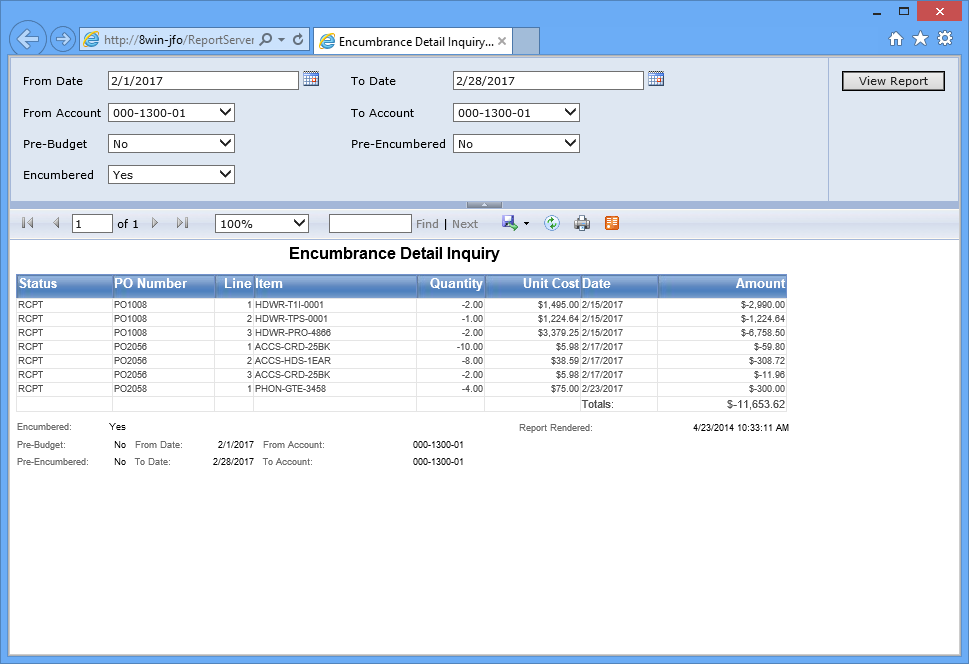 http://8win-jfo/ReportServer
Encumbrance Detail Inquiry...
From Date 2/1/2017 To Date 2/28/2017 View Report
From Account 000-1300-01 To Account 000-1300-01
Pre-Budget No Pre-Encumbered No
Encumbered Yes
1 of 1 100% Find | Next
Encumbrance Detail Inquiry
Status PO Number Line Item Quantity Unit Cost Date Amount
RCPT PO1008 1 HDWR-T1I-0001 -2.00 $1,495.00 2/15/2017 $-2,990.00
RCPT PO1008 2 HDWR-TPS-0001 -1.00 $1,224.64 2/15/2017 $-1,224.64
RCPT PO1008 3 HDWR-PRO-4866 -2.00 $3,379.25 2/15/2017 $-6,758.50
RCPT PO2056 1 ACCS-CRD-25BK -10.00 $5.98 2/17/2017 $-59.80
RCPT PO2056 2 ACCS-HDS-1EAR -8.00 $38.59 2/17/2017 $-308.72
RCPT PO2056 3 ACCS-CRD-25BK -2.00 $5.98 2/17/2017 $-11.96
RCPT PO2058 1 PHON-GTE-3458 -4.00 $75.00 2/23/2017 $-300.00
Totals: $-11,653.62
Encumbered: Yes Report Rendered: 4/23/2014 10:33:11 AM
Pre-Budget: No From Date: 2/1/2017 From Account: 000-1300-01
Pre-Encumbered: No To Date: 2/28/2017 To Account: 000-1300-01